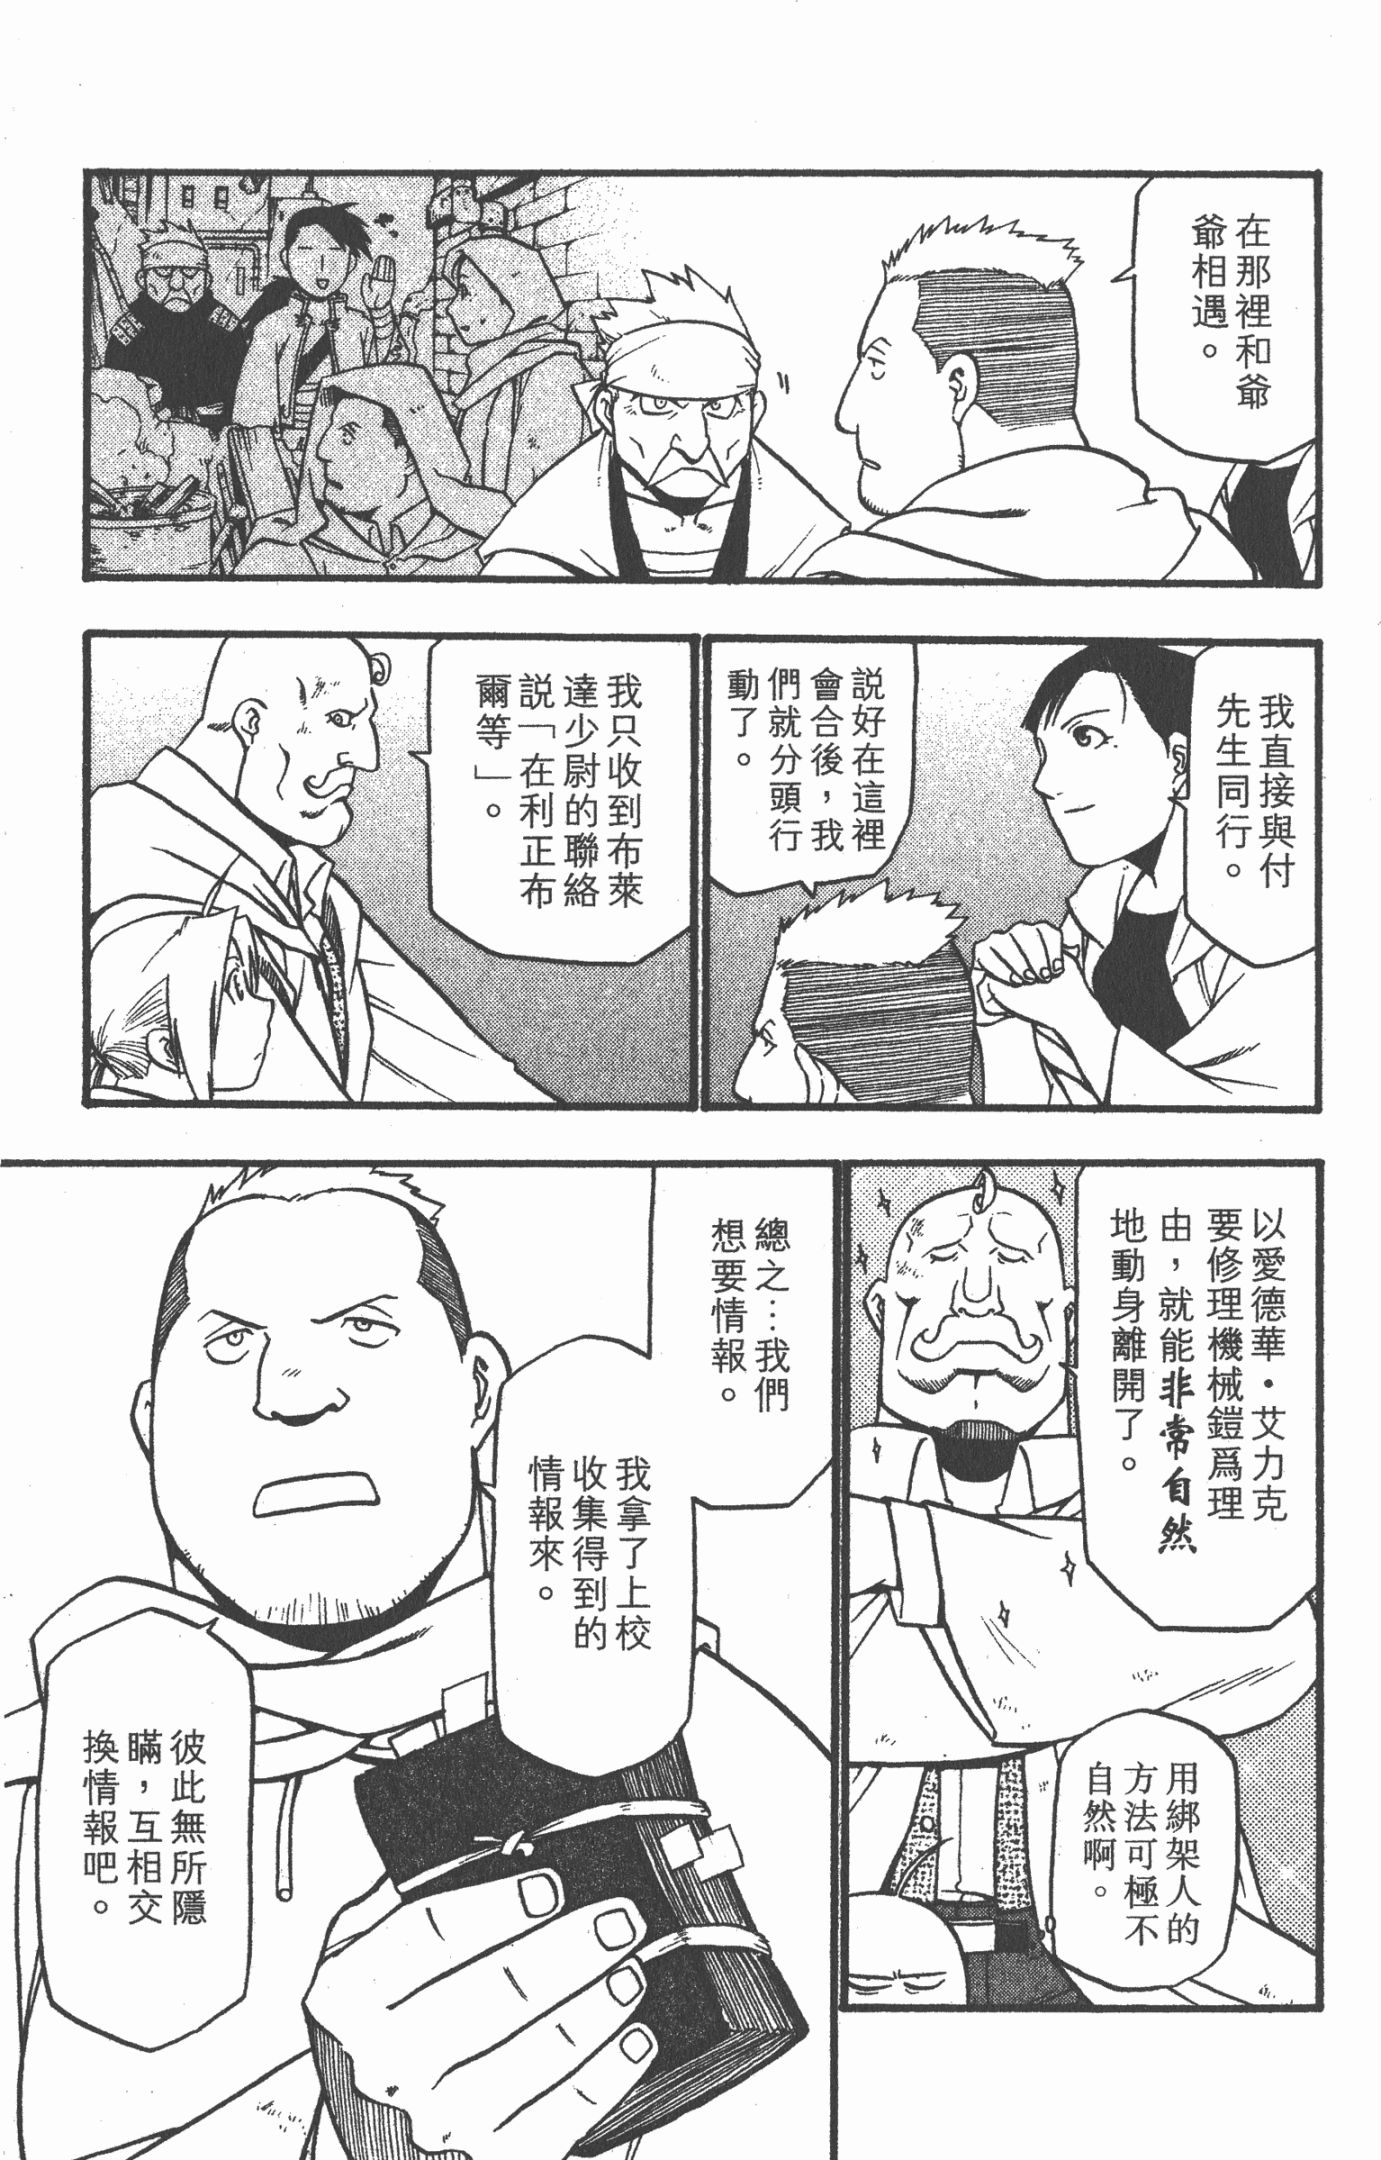 在那裡和爺
爺相遇。
我直接與付
先生同行。
說好在這裡
會合後，我
們就分頭行
動了。
我只收到布萊
達少尉的聯絡
說「在利正布
爾等」。
以愛德華•艾力克
要修理機械鎧爲理
由，就能非常自然
地動身離開了。
用綁架人的
方法可極不
自然啊。
總之…我們
想要情報。
我拿了上校
收集得到的
情報來。
彼此無所隱
瞞，互相交
換情報吧。